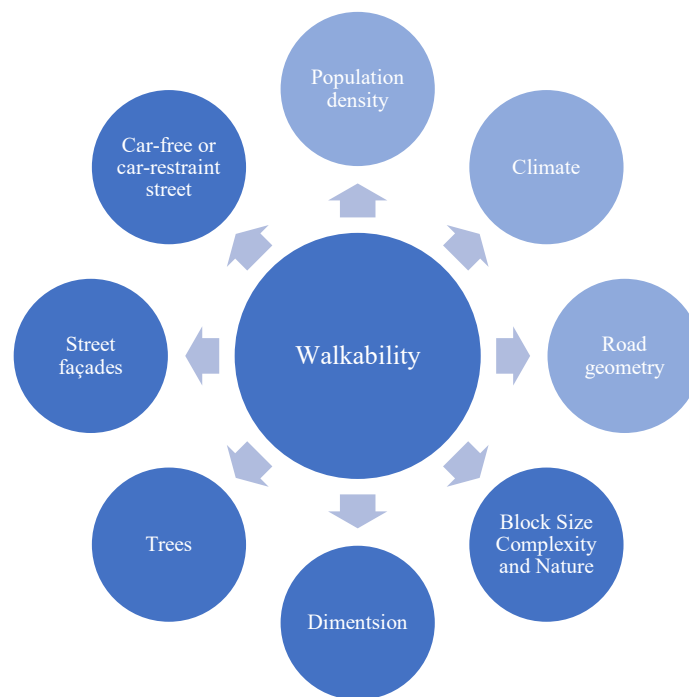 Population
density
Car-free or
car-restraint
street
Climate
Walkability
Street
façades
Road
geometry
Trees
Block Size
Complexity
and Nature
Dimentsion